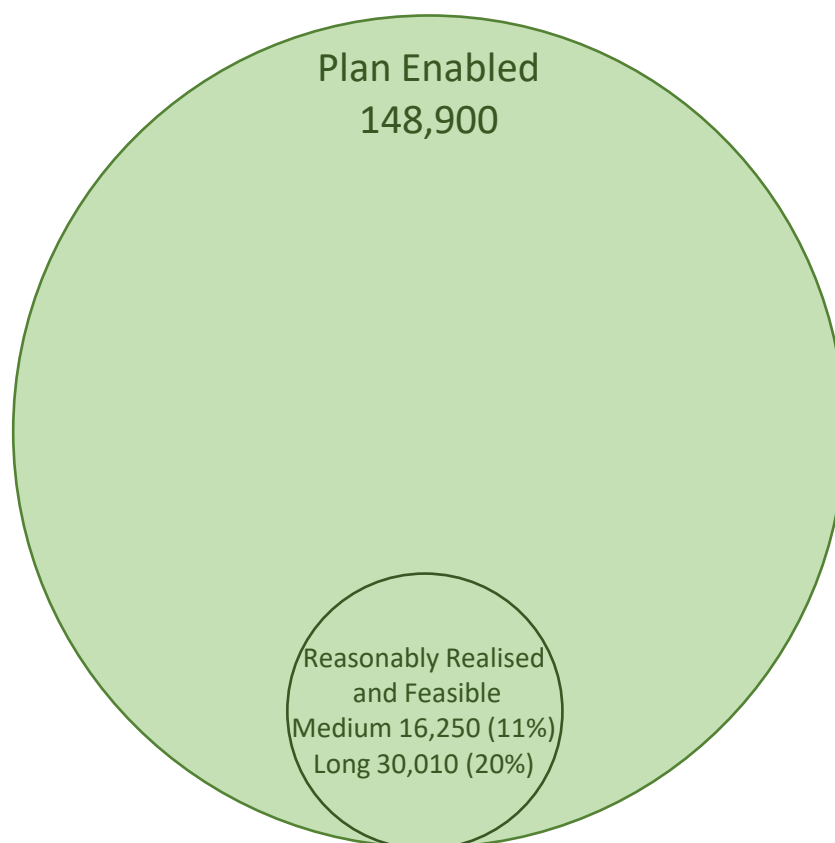 Plan Enabled
148,900
Reasonably Realised
and Feasible
Medium 16,250 (11%)
Long 30,010 (20%)